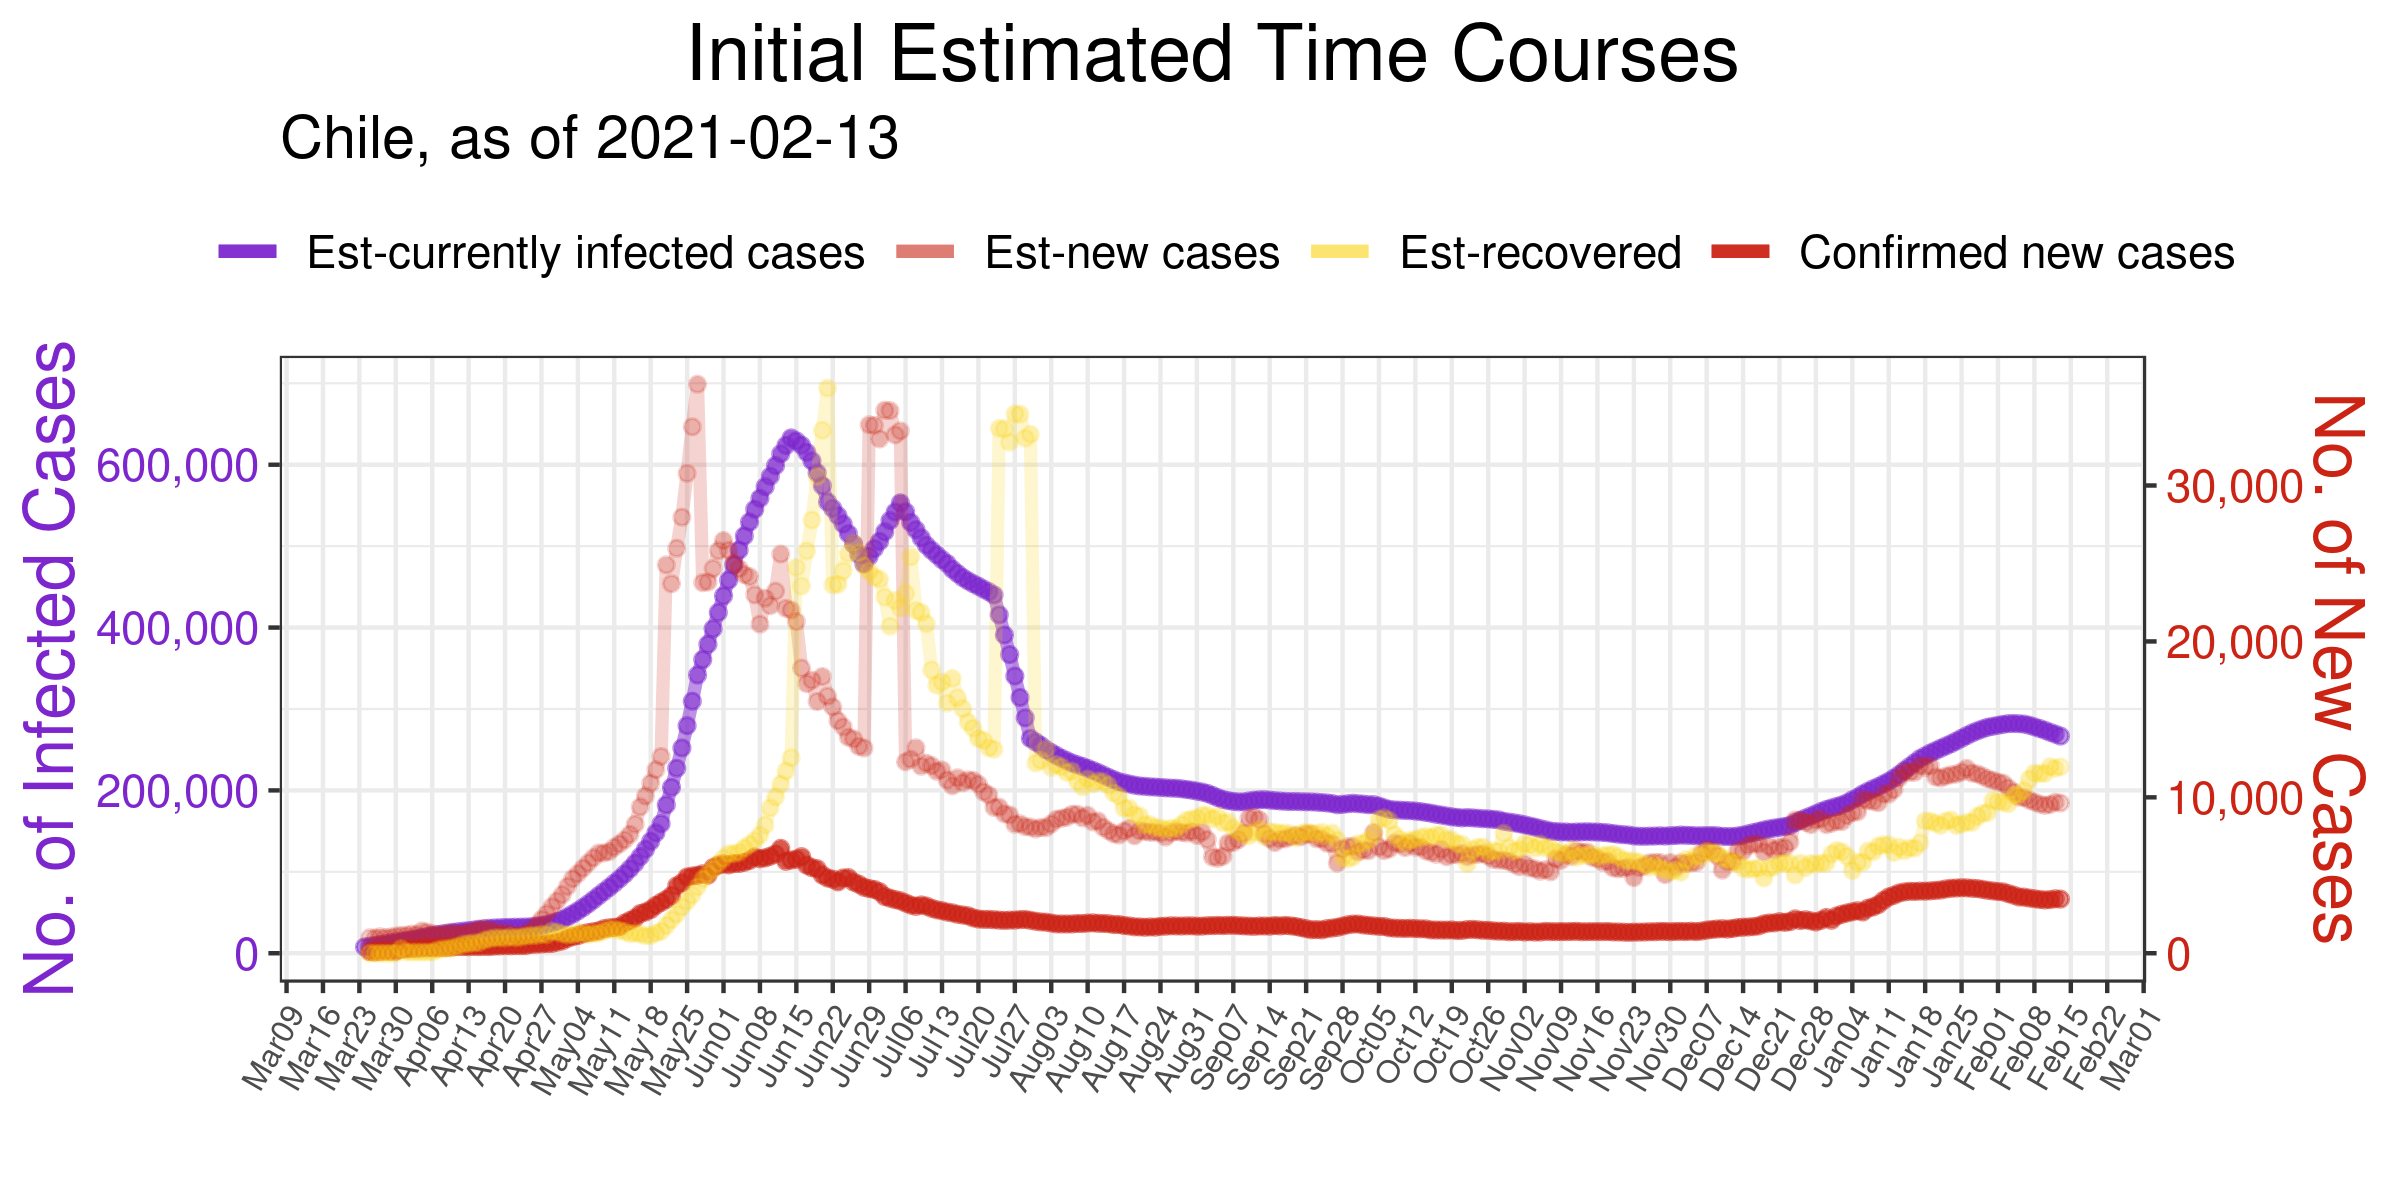 Initial Estimated Time Courses
Chile, as of 2021-02-13
Est-currently infected cases Est-new cases Est-recovered Confirmed new cases
No. of Infected Cases
600,000
400,000
200,000
0
30,000
20,000
10,000
0
No. of New Cases
Mar09 Mar16 Mar23 Mar30 Apr06 Apr13 Apr20 Apr27 May04 May11 May18 May25 Jun01 Jun08 Jun15 Jun22 Jun29 Jul06 Jul13 Jul20 Jul27 Aug03 Aug10 Aug17 Aug24 Aug31 Sep07 Sep14 Sep21 Sep28 Oct05 Oct12 Oct19 Oct26 Nov02 Nov09 Nov16 Nov23 Nov30 Dec07 Dec14 Dec21 Dec28 Jan04 Jan11 Jan18 Jan25 Feb01 Feb08 Feb15 Feb22 Mar01